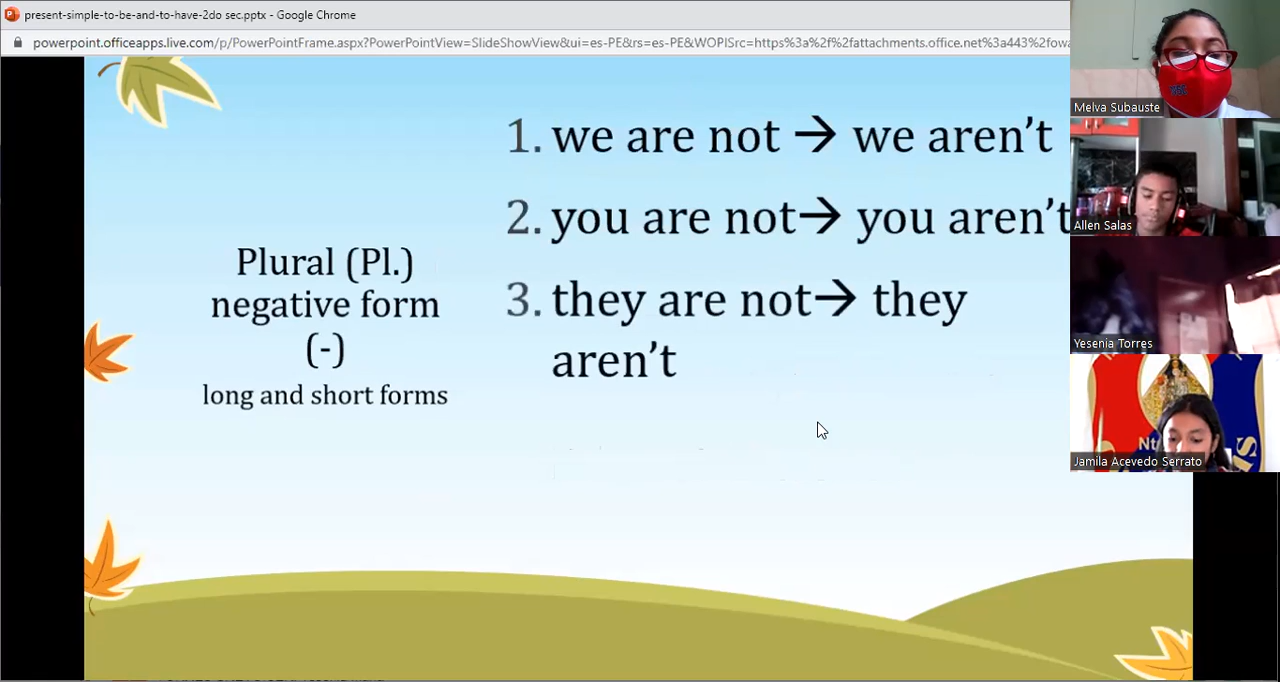 present-simple-to-be-and-to-have-2do sec.pptx - Google Chrome
powerpoint.officeapps.live.com/p/PowerPointFrame.aspx?PowerPointView=SlideShowView&ui=es-PE&rs=es-PE&WOPISrc=https%3a%2f%2fattachments.office.net%3a443%2fowa
Plural (Pl.)
negative form
(-)
long and short forms
1. we are not → we aren't
2. you are not→ you aren't
3. they are not→ they
aren't
Melva Subauste
Allen Salas
Yesenia Torres
Ntr
Jamila Acevedo Serrato